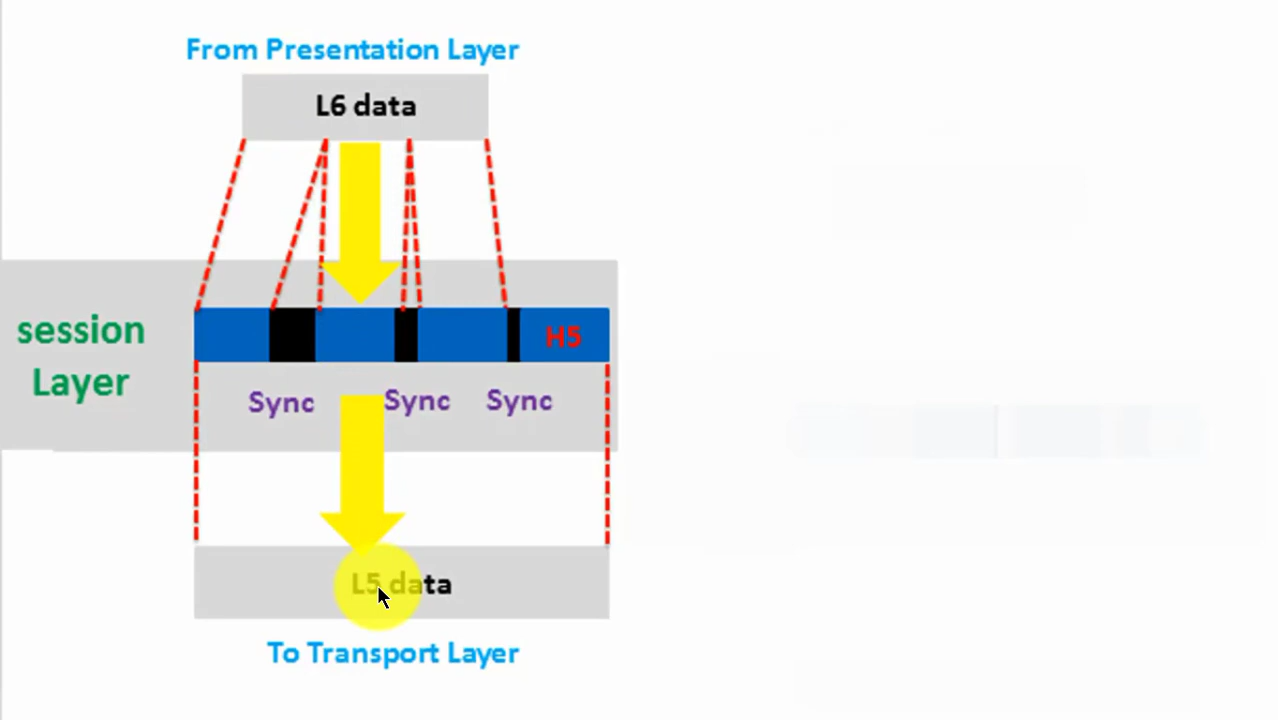 From Presentation Layer
L6 data
session
Layer
H5
Sync Sync Sync
L5 data
To Transport Layer